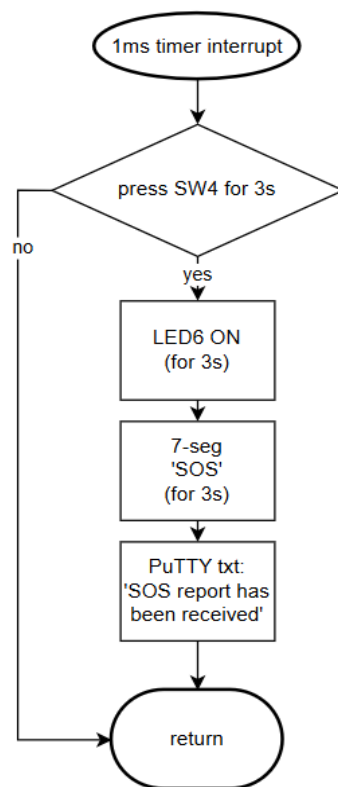 1ms timer interrupt
press SW4 for 3s
no
yes
LED6 ON
(for 3s)
7-seg
'SOS'
(for 3s)
PuTTY txt:
'SOS report has
been received'
return